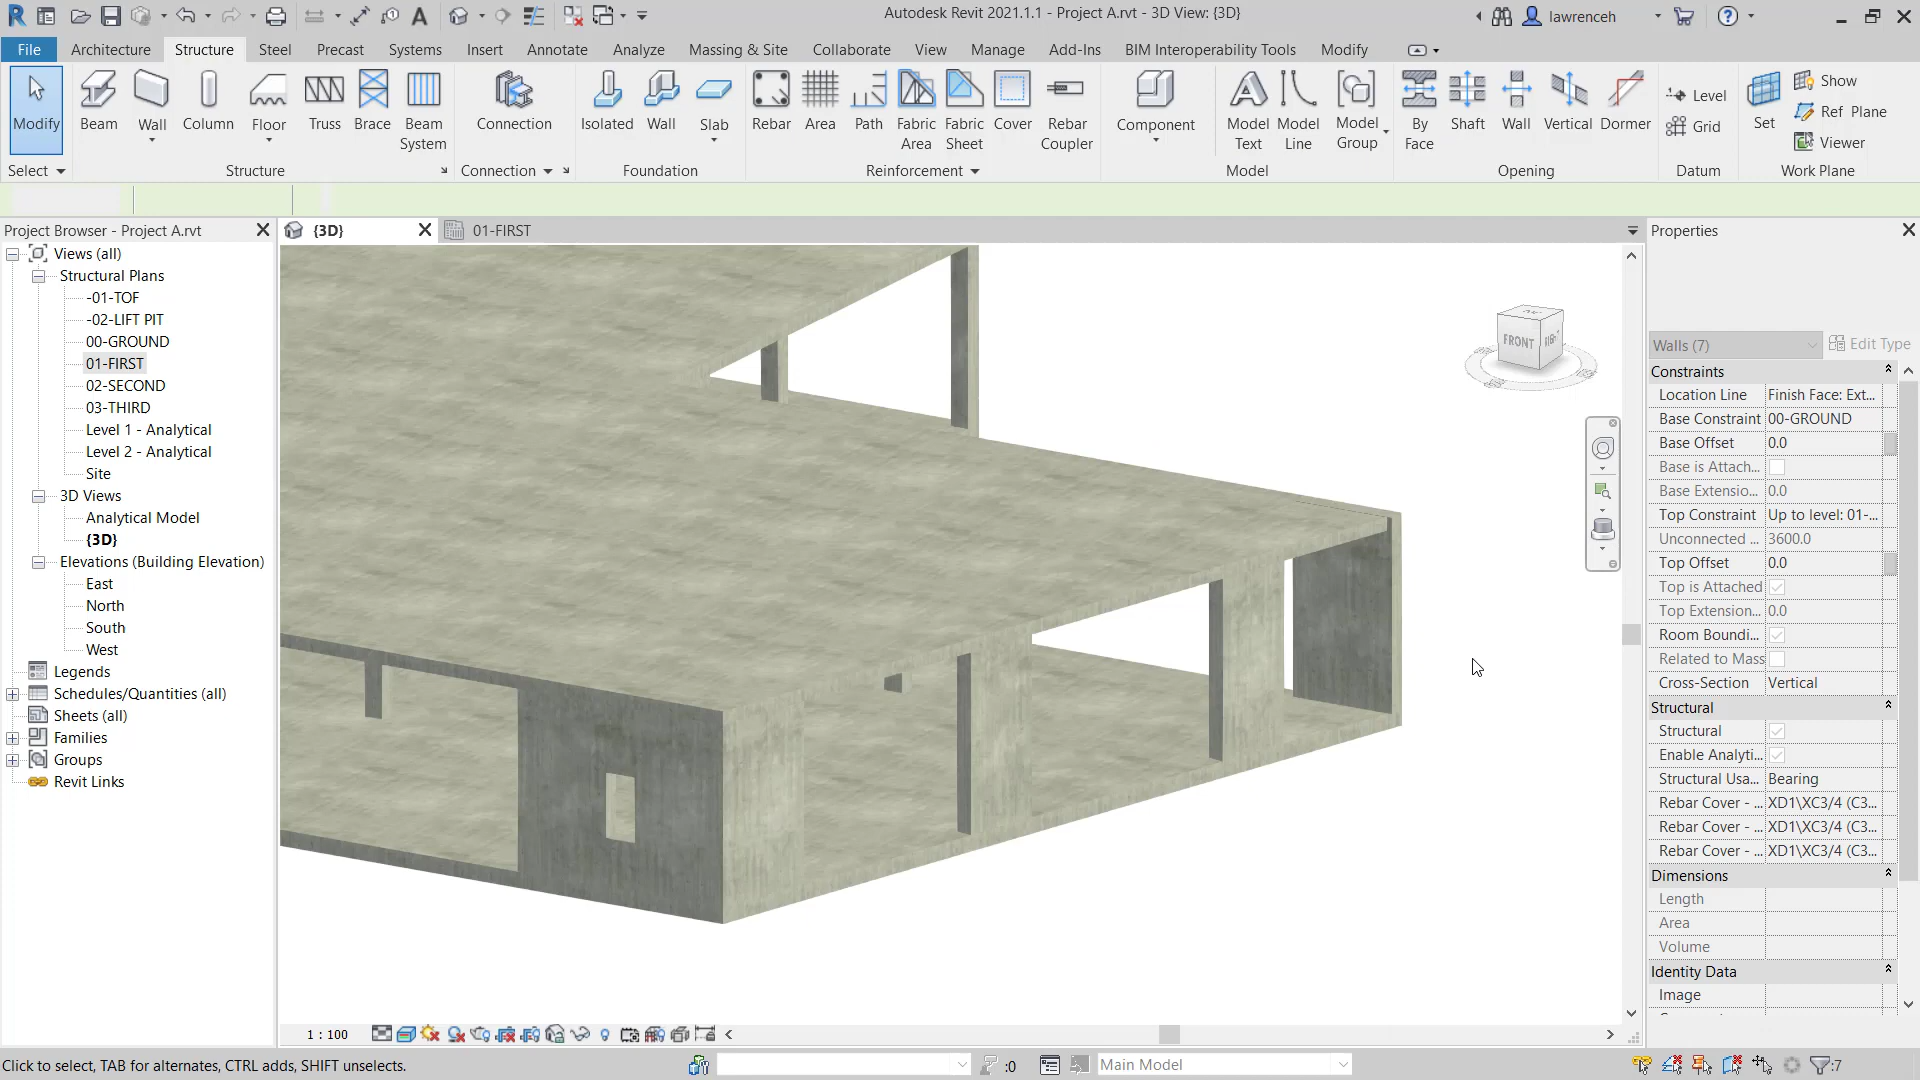 Autodesk Revit 2021.1.1 - Project A.rvt - 3D View: {3D}
lawrenceh
File Architecture Structure Steel Precast Systems Insert Annotate Analyze Massing & Site Collaborate View Manage Add-Ins BIM Interoperability Tools Modify
Modify Beam Wall Column Floor Truss Brace Beam System Connection Isolated Wall Slab Rebar Area Path Fabric Area Fabric Sheet Cover Rebar Coupler Component Model Text Model Line Model Group By Face Shaft Wall Vertical Dormer Level Grid Set Show Ref Plane Viewer
Select Structure Connection Foundation Reinforcement Model Opening Datum Work Plane
Project Browser - Project A.rvt
Views (all)
Structural Plans
-01-TOF
-02-LIFT PIT
00-GROUND
01-FIRST
02-SECOND
03-THIRD
Level 1 - Analytical
Level 2 - Analytical
Site
3D Views
Analytical Model
{3D}
Elevations (Building Elevation)
East
North
South
West
Legends
Schedules/Quantities (all)
Sheets (all)
Families
Groups
Revit Links
{3D} 01-FIRST
FRONT
Properties
Walls (7) Edit Type
Constraints
Location Line Finish Face: Ext...
Base Constraint 00-GROUND
Base Offset 0.0
Base is Attach...
Base Extensio... 0.0
Top Constraint Up to level: 01-...
Unconnected ... 3600.0
Top Offset 0.0
Top is Attached
Top Extension... 0.0
Room Boundi...
Related to Mass
Cross-Section Vertical
Structural
Structural
Enable Analyti...
Structural Usa... Bearing
Rebar Cover - ... XD1\XC3/4 (C3...
Rebar Cover - ... XD1\XC3/4 (C3...
Rebar Cover - ... XD1\XC3/4 (C3...
Dimensions
Length
Area
Volume
Identity Data
Image
1 : 100
Click to select, TAB for alternates, CTRL adds, SHIFT unselects.
:0
Main Model
:7